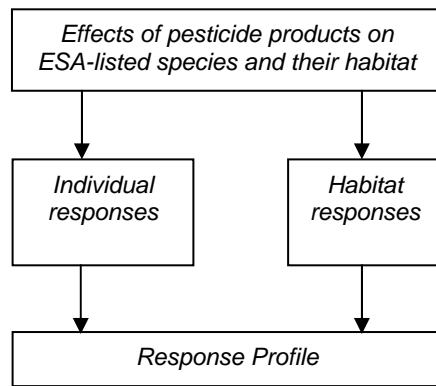 Effects of pesticide products on
ESA-listed species and their habitat
Individual
responses
Habitat
responses
Response Profile